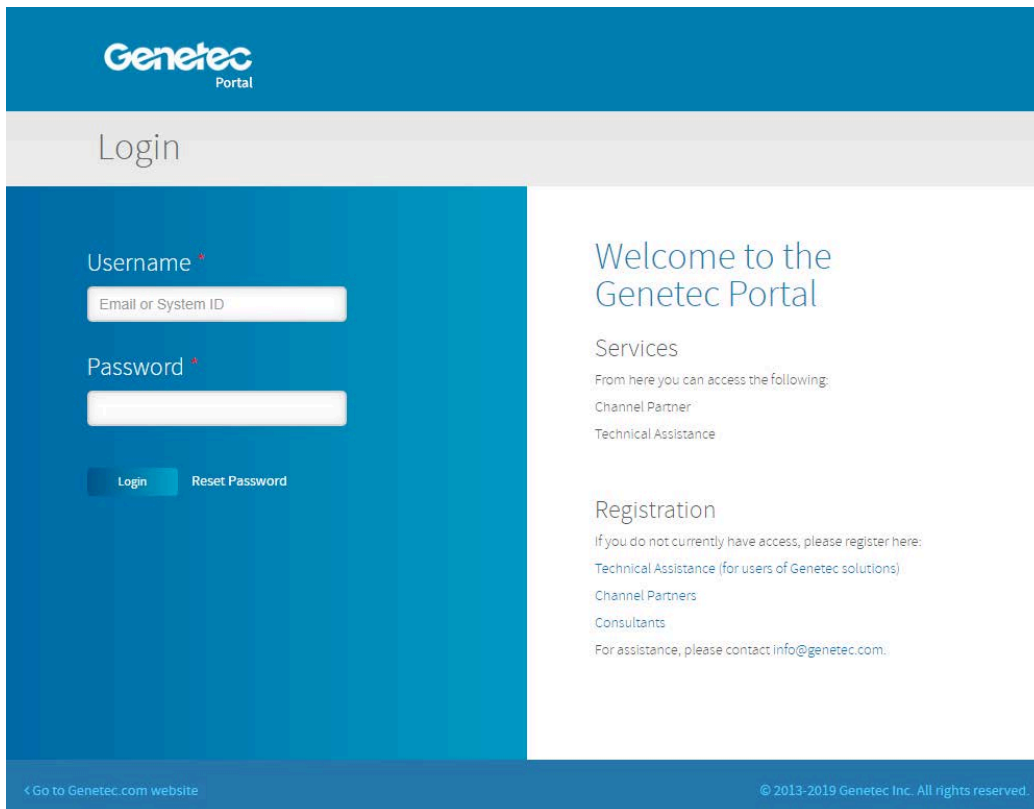 Genetec
Portal
Login
Username *
Email or System ID
Password *
Login Reset Password
Welcome to the
Genetec Portal
Services
From here you can access the following:
Channel Partner
Technical Assistance
Registration
If you do not currently have access, please register here:
Technical Assistance (for users of Genetec solutions)
Channel Partners
Consultants
For assistance, please contact info@genetec.com.
< Go to Genetec.com website
© 2013-2019 Genetec Inc. All rights reserved.